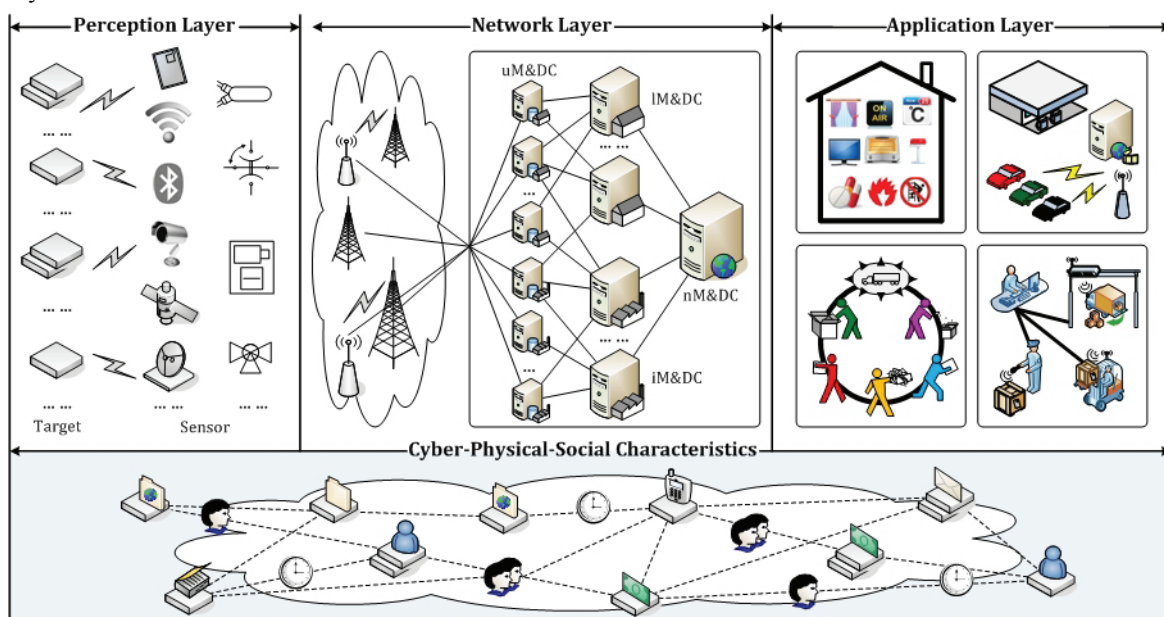 Perception Layer
Network Layer
Application Layer
uM&DC
lM&DC
... ...
... ...
... ...
... ...
... ...
... ...
... ...
...
...
...
... ...
nM&DC
iM&DC
Target
Sensor
ON
AIR
°C
Cyber-Physical-Social Characteristics